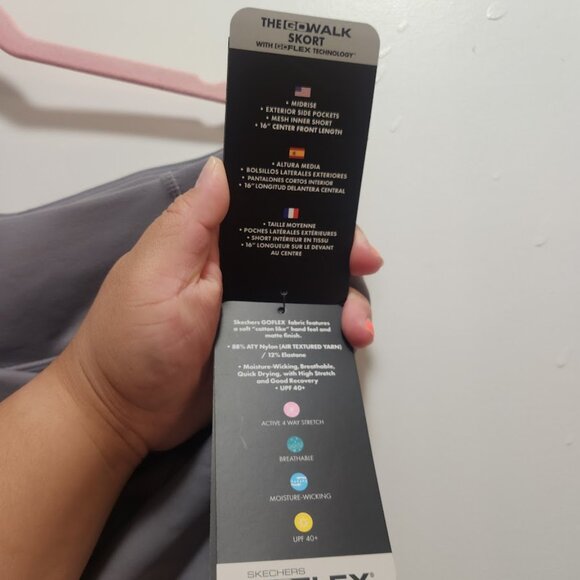 THE GOWALK
SKORT
WITH GOFLEX TECHNOLOGY
• MIDRISE
• EXTERIOR SIDE POCKETS
• MESH INNER SHORT
• 16" CENTER FRONT LENGTH
• ALTURA MEDIA
• BOLSILLOS LATERALES EXTERIORES
• PANTALONES CORTOS INTERIOR
• 16" LONGITUD DELANTERA CENTRAL
• TAILLE MOYENNE
• POCHES LATÉRALES EXTÉRIEURES
• SHORT INTÉRIEUR EN TISSU
• 16" LONGUEUR SUR LE DEVANT
AU CENTRE
Skechers GOFLEX fabric features
a soft "cotton like" hand feel and
matte finish.
• 88% ATY Nylon (AIR TEXTURED YARN)
/ 12% Elastane
• Moisture-Wicking, Breathable,
Quick Drying, with High Stretch
and Good Recovery
• UPF 40+
ACTIVE 4 WAY STRETCH
BREATHABLE
MOISTURE-WICKING
UPF 40+
SKECHERS
GOFLEX®